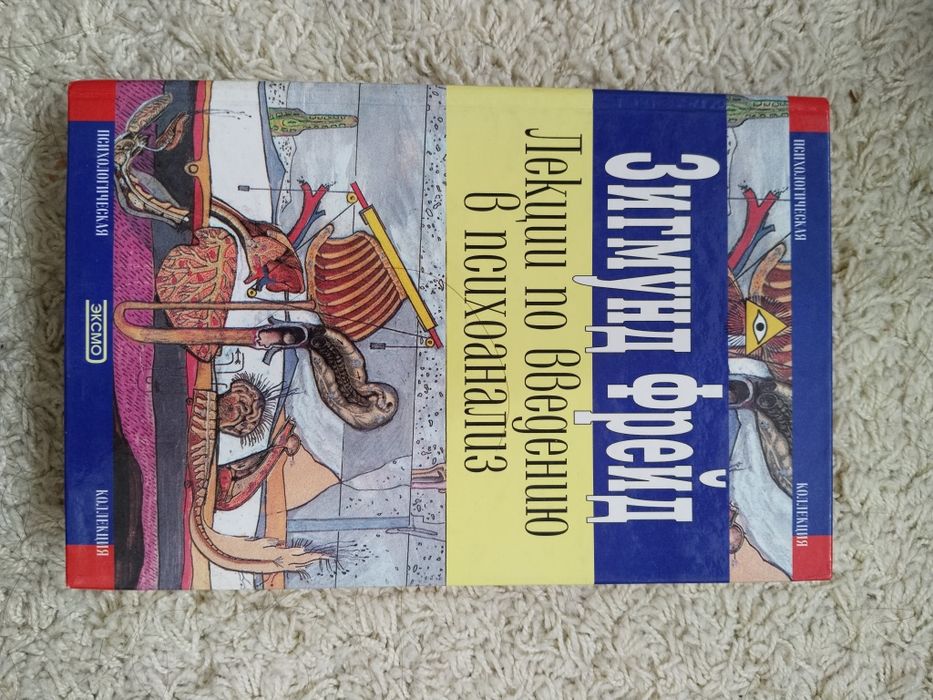 ПСИХОЛОГИЧЕСКАЯ
КОЛЛЕКЦИЯ
Зигмунд Фрейд
Лекции по введению
в психоанализ
ПСИХОЛОГИЧЕСКАЯ
ЭКСМО
КОЛЛЕКЦИЯ